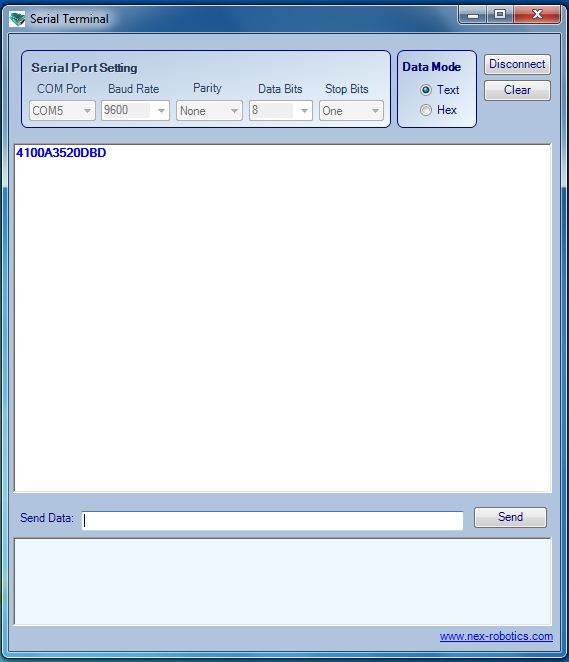 Serial Terminal
Serial Port Setting
COM Port Baud Rate Parity Data Bits Stop Bits
COM5 9600 None 8 One
Data Mode
Text
Hex
Disconnect
Clear
4100A3520DBD
Send Data:
Send
www.nex-robotics.com